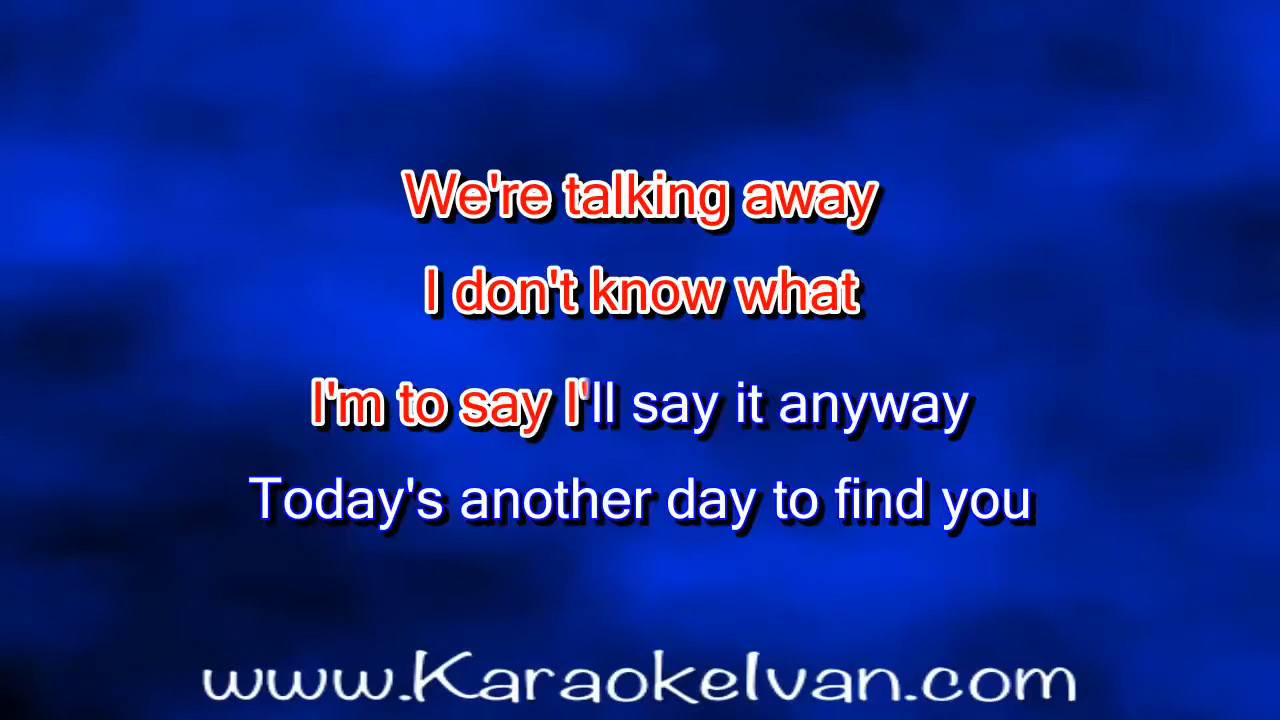 We're talking away
I don't know what
I'm to say I'll say it anyway
Today's another day to find you
www.KaraokeIvan.com